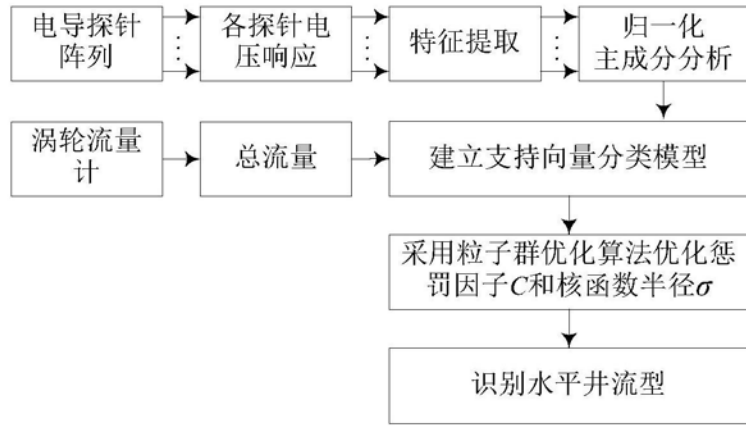 电导探针
阵列
各探针电
压响应
特征提取
归一化
主成分分析
涡轮流量
计
总流量
建立支持向量分类模型
采用粒子群优化算法优化惩
罚因子C和核函数半径σ
识别水平井流型